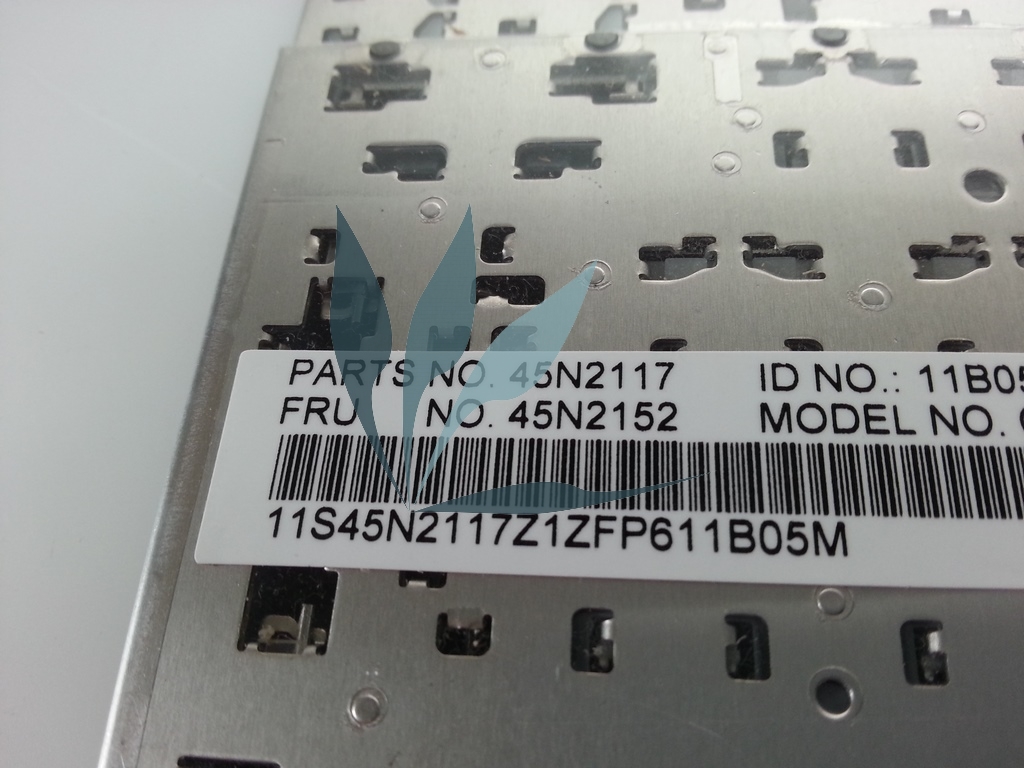 PARTS NO. 45N2117 ID NO.: 11B05
FRU NO. 45N2152 MODEL NO.
11S45N2117Z1ZFP611B05M